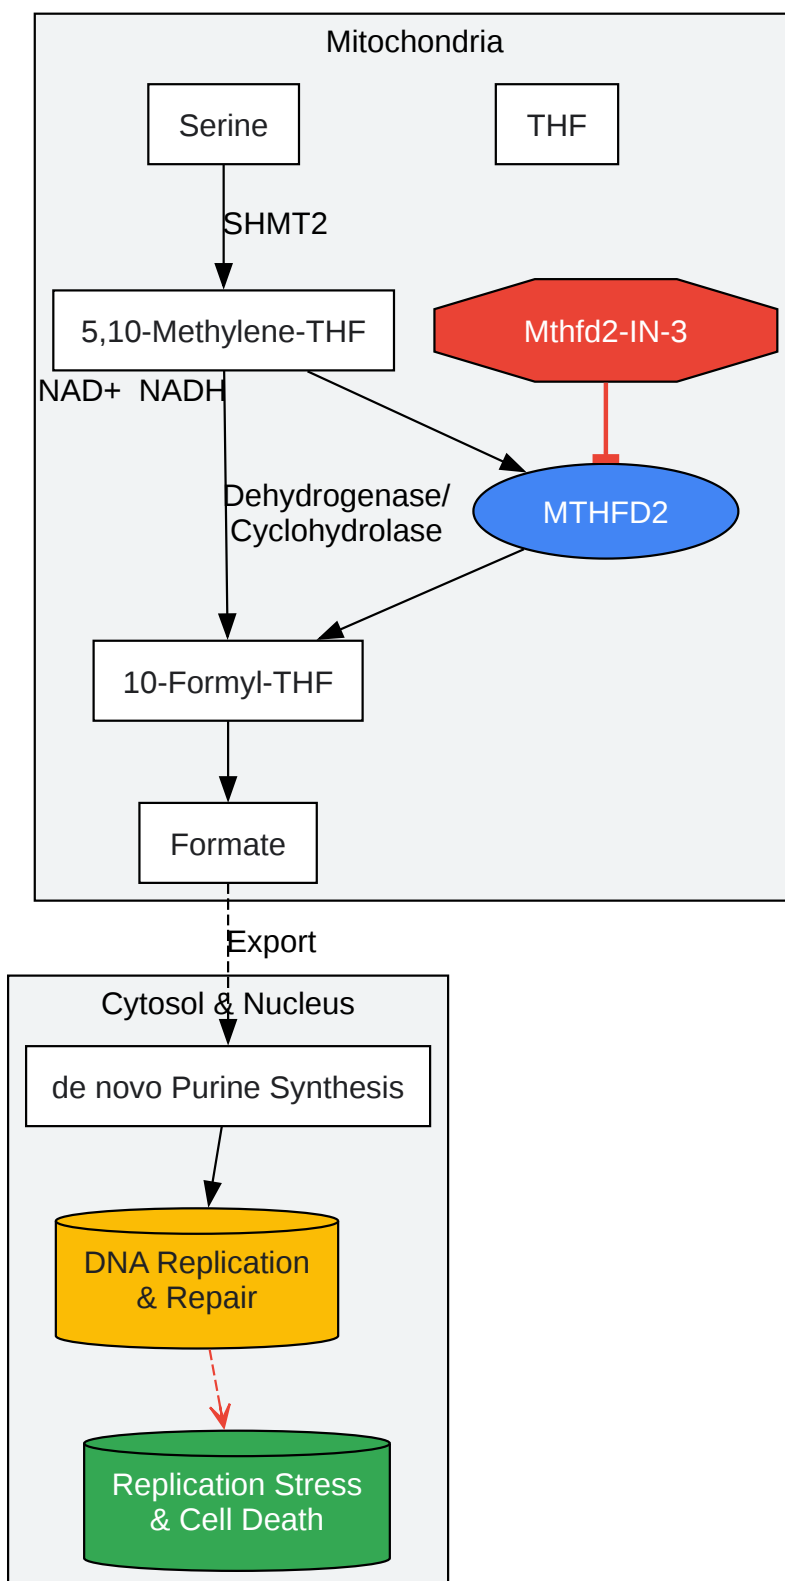 Mitochondria
Serine
THF
SHMT2
5,10-Methylene-THF
Mthfd2-IN-3
NAD+  NADH
Dehydrogenase/
Cyclohydrolase
MTHFD2
10-Formyl-THF
Formate
Export
Cytosol & Nucleus
de novo Purine Synthesis
DNA Replication
& Repair
Replication Stress
& Cell Death